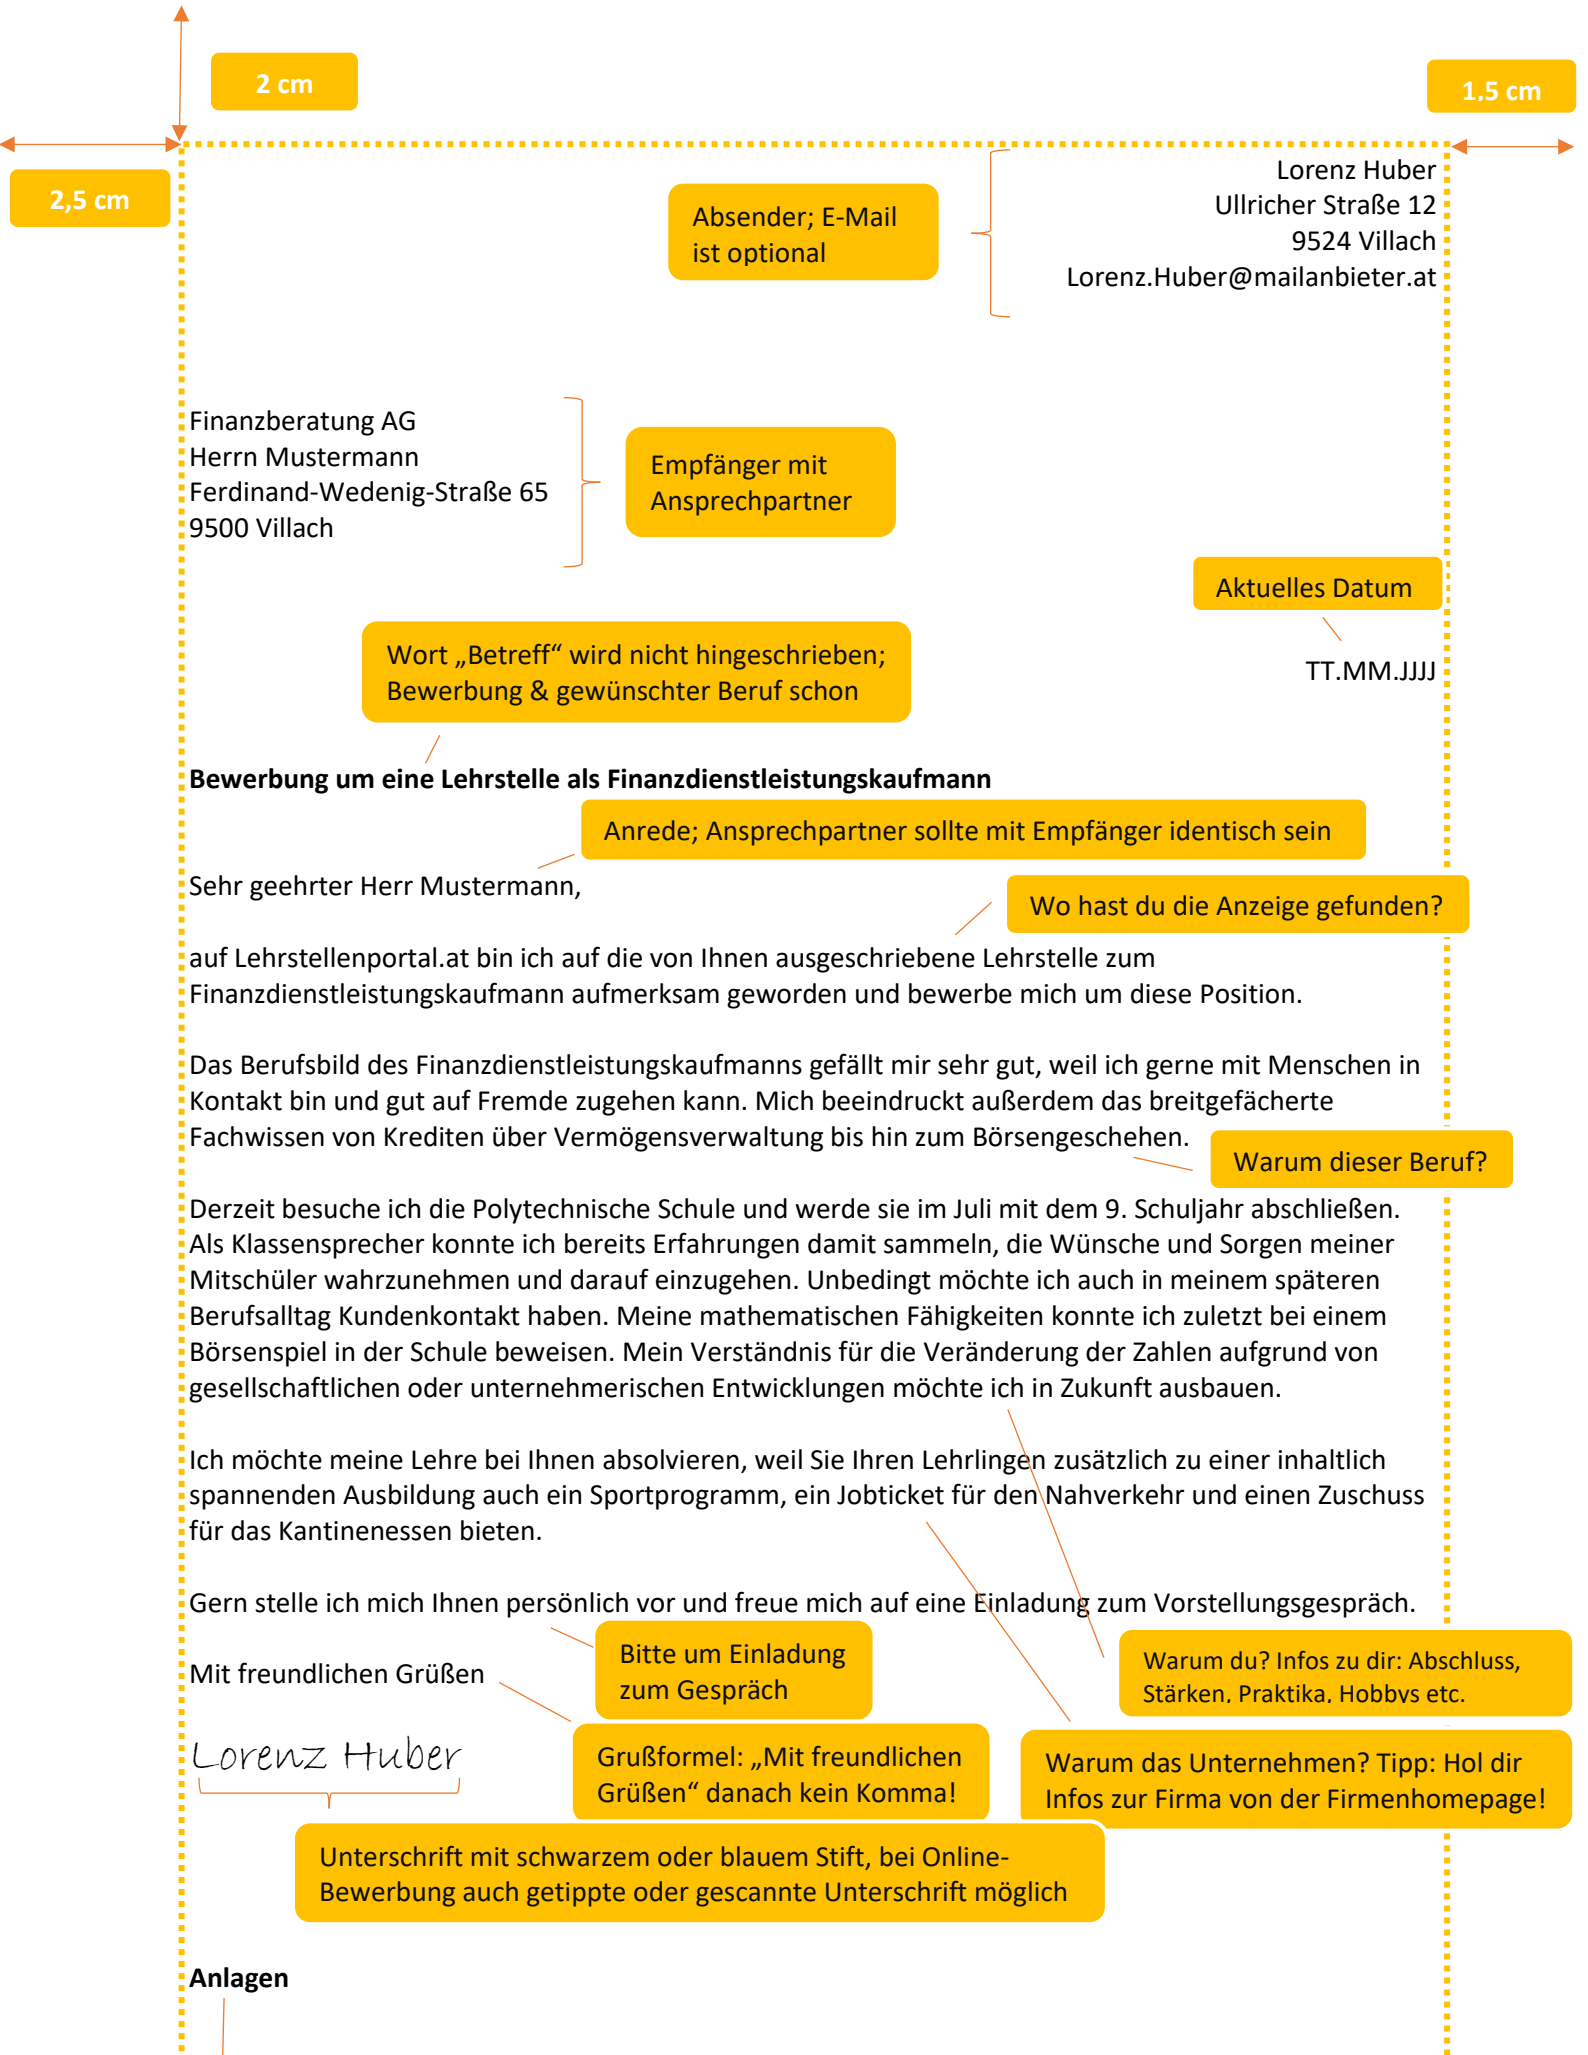 2 cm
1,5 cm
2,5 cm
Absender; E-Mail
ist optional
Lorenz Huber
Ullricher Straße 12
9524 Villach
Lorenz.Huber@mailanbieter.at
Finanzberatung AG
Herrn Mustermann
Ferdinand-Wedenig-Straße 65
9500 Villach
Empfänger mit
Ansprechpartner
Aktuelles Datum
TT.MM.JJJJ
Wort „Betreff“ wird nicht hingeschrieben;
Bewerbung & gewünschter Beruf schon
Bewerbung um eine Lehrstelle als Finanzdienstleistungskaufmann
Anrede; Ansprechpartner sollte mit Empfänger identisch sein
Sehr geehrter Herr Mustermann,
Wo hast du die Anzeige gefunden?
auf Lehrstellenportal.at bin ich auf die von Ihnen ausgeschriebene Lehrstelle zum
Finanzdienstleistungskaufmann aufmerksam geworden und bewerbe mich um diese Position.
Das Berufsbild des Finanzdienstleistungskaufmanns gefällt mir sehr gut, weil ich gerne mit Menschen in
Kontakt bin und gut auf Fremde zugehen kann. Mich beeindruckt außerdem das breitgefächerte
Fachwissen von Krediten über Vermögensverwaltung bis hin zum Börsengeschehen.
Warum dieser Beruf?
Derzeit besuche ich die Polytechnische Schule und werde sie im Juli mit dem 9. Schuljahr abschließen.
Als Klassensprecher konnte ich bereits Erfahrungen damit sammeln, die Wünsche und Sorgen meiner
Mitschüler wahrzunehmen und darauf einzugehen. Unbedingt möchte ich auch in meinem späteren
Berufsalltag Kundenkontakt haben. Meine mathematischen Fähigkeiten konnte ich zuletzt bei einem
Börsenspiel in der Schule beweisen. Mein Verständnis für die Veränderung der Zahlen aufgrund von
gesellschaftlichen oder unternehmerischen Entwicklungen möchte ich in Zukunft ausbauen.
Ich möchte meine Lehre bei Ihnen absolvieren, weil Sie Ihren Lehrlingen zusätzlich zu einer inhaltlich
spannenden Ausbildung auch ein Sportprogramm, ein Jobticket für den Nahverkehr und einen Zuschuss
für das Kantinenessen bieten.
Gern stelle ich mich Ihnen persönlich vor und freue mich auf eine Einladung zum Vorstellungsgespräch.
Bitte um Einladung
zum Gespräch
Warum du? Infos zu dir: Abschluss,
Stärken, Praktika, Hobbys etc.
Mit freundlichen Grüßen
Lorenz Huber
Grußformel: „Mit freundlichen
Grüßen“ danach kein Komma!
Warum das Unternehmen? Tipp: Hol dir
Infos zur Firma von der Firmenhomepage!
Unterschrift mit schwarzem oder blauem Stift, bei Online-
Bewerbung auch getippte oder gescannte Unterschrift möglich
Anlagen